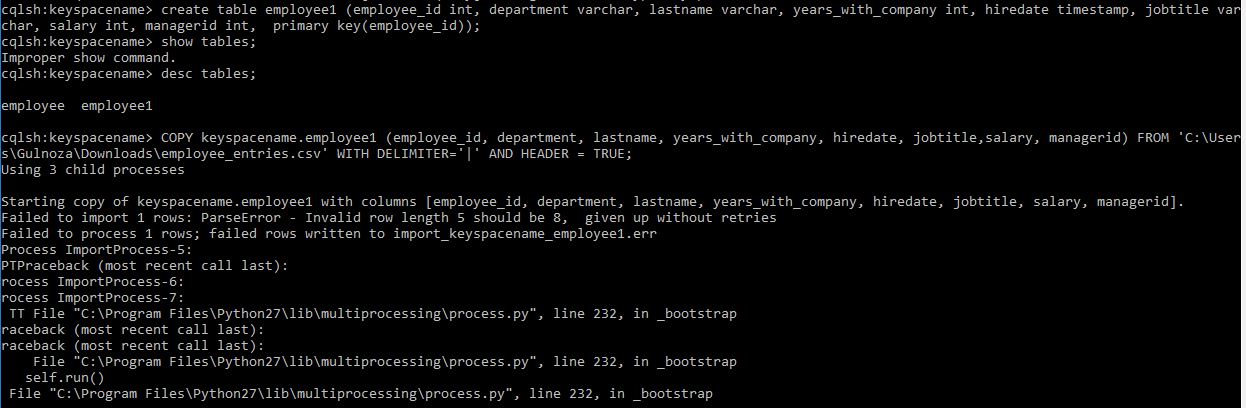 cqlsh:keyspacename> create table employee1 (employee_id int, department varchar, lastname varchar, years_with_company int, hiredate timestamp, jobtitle var
char, salary int, managerid int,  primary key(employee_id));
cqlsh:keyspacename> show tables;
Improper show command.
cqlsh:keyspacename> desc tables;
employee  employee1
cqlsh:keyspacename> COPY keyspacename.employee1 (employee_id, department, lastname, years_with_company, hiredate, jobtitle,salary, managerid) FROM 'C:\User
s\Gulnoza\Downloads\employee_entries.csv' WITH DELIMITER='|' AND HEADER = TRUE;
Using 3 child processes
Starting copy of keyspacename.employee1 with columns [employee_id, department, lastname, years_with_company, hiredate, jobtitle, salary, managerid].
Failed to import 1 rows: ParseError - Invalid row length 5 should be 8,  given up without retries
Failed to process 1 rows; failed rows written to import_keyspacename_employee1.err
Process ImportProcess-5:
PTPraceback (most recent call last):
rocess ImportProcess-6:
rocess ImportProcess-7:
 TT File "C:\Program Files\Python27\lib\multiprocessing\process.py", line 232, in _bootstrap
raceback (most recent call last):
raceback (most recent call last):
    File "C:\Program Files\Python27\lib\multiprocessing\process.py", line 232, in _bootstrap
   self.run()
 File "C:\Program Files\Python27\lib\multiprocessing\process.py", line 232, in _bootstrap